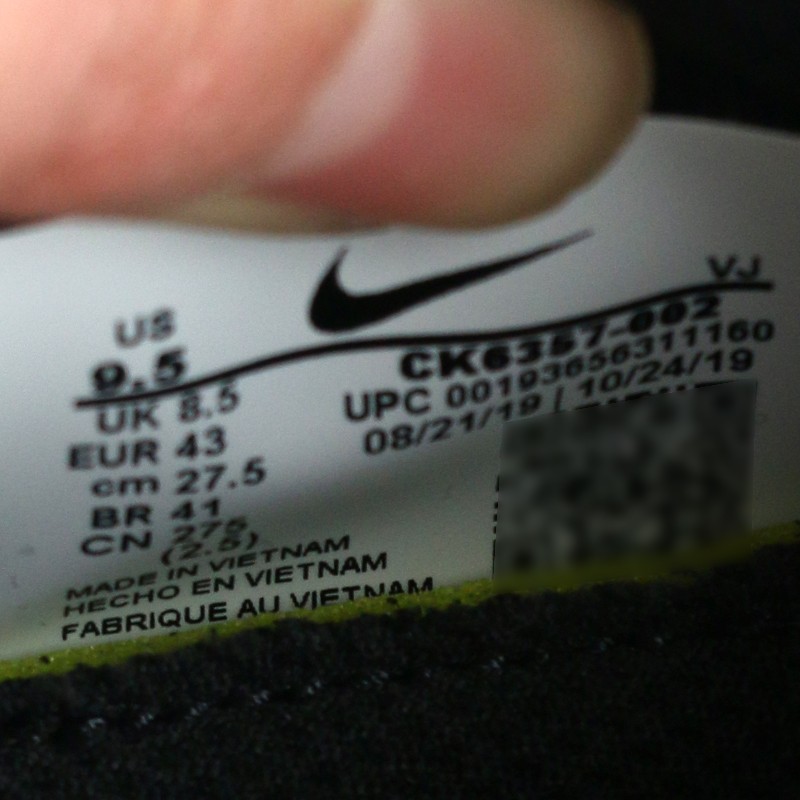 VJ
US
9.5
UK 8.5
EUR 43
cm 27.5
BR 41
CN 275
(2.5)
MADE IN VIETNAM
HECHO EN VIETNAM
FABRIQUE AU VIETNAM
CK6357-002
UPC 00193656311160
08/21/19 | 10/24/19